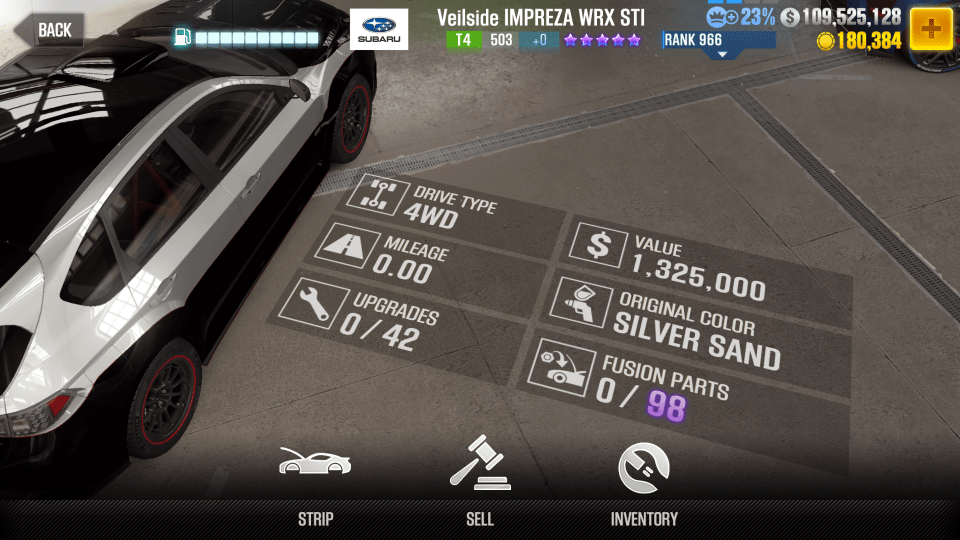 BACK
SUBARU
Veilside IMPREZA WRX STI
T4 503 +0
23%
$ 109,525,128
RANK 966
180,384
DRIVE TYPE
4WD
MILEAGE
0.00
UPGRADES
0 / 42
$
VALUE
1,325,000
ORIGINAL COLOR
SILVER SAND
FUSION PARTS
0 / 98
STRIP
SELL
INVENTORY